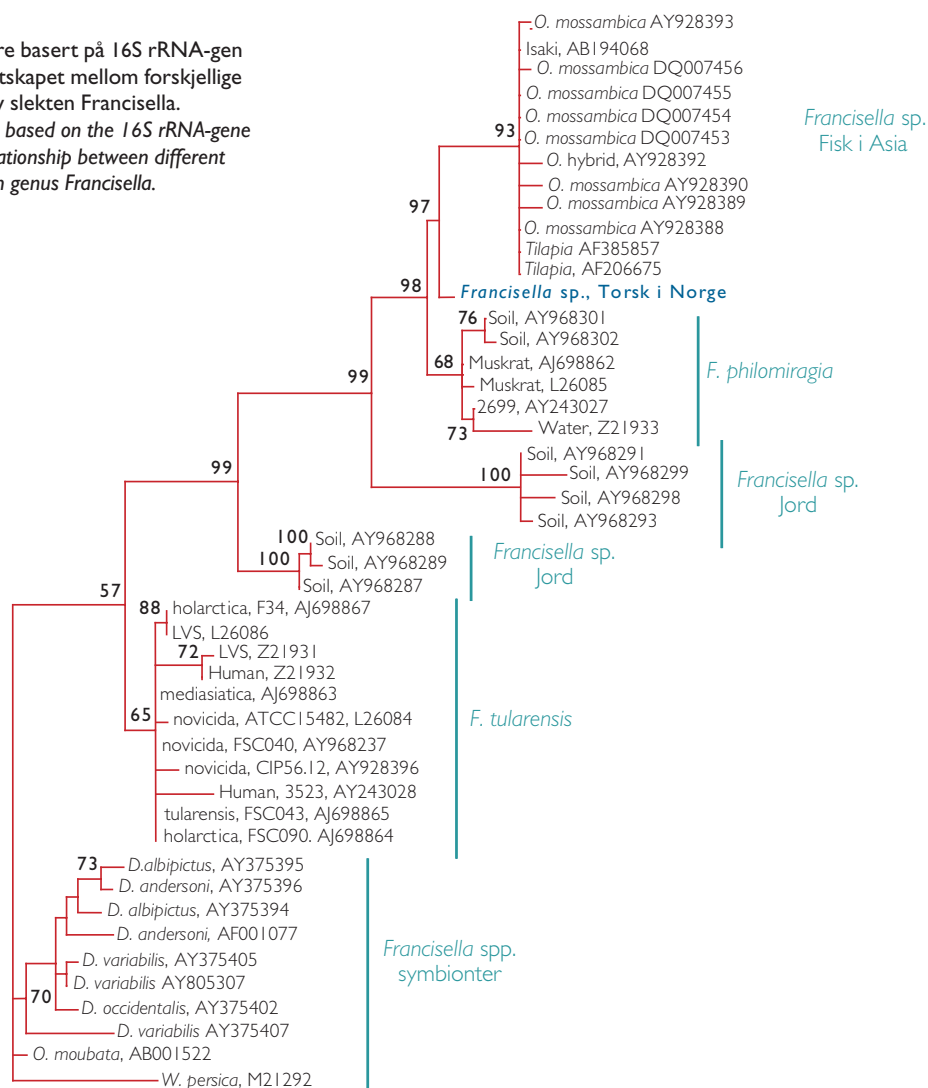 re basert på 16S rRNA-gen
tskapet mellom forskjellige
v slekten Francisella.
based on the 16S rRNA-gene
ationship between different
n genus Francisella.
O. mossambica AY928393
Isaki, AB194068
O. mossambica DQ007456
O. mossambica DQ007455
O. mossambica DQ007454
93
O. mossambica DQ007453
Francisella sp.
Fisk i Asia
O. hybrid, AY928392
O. mossambica AY928390
O. mossambica AY928389
97
O. mossambica AY928388
Tilapia AF385857
Tilapia, AF206675
98
Francisella sp., Torsk i Norge
76
Soil, AY968301
Soil, AY968302
68
Muskrat, AJ698862
Muskrat, L26085
2699, AY243027
73
Water, Z21933
F. philomiragia
99
Soil, AY968291
100
Soil, AY968299
Soil, AY968298
Soil, AY968293
Francisella sp.
Jord
99
100
Soil, AY968288
100
Soil, AY968289
Soil, AY968287
Francisella sp.
Jord
57
88
holarctica, F34, AJ698867
LVS, L26086
72
LVS, Z21931
Human, Z21932
mediasiatica, AJ698863
65
novicida, ATCC15482, L26084
novicida, FSC040, AY968237
novicida, CIP56.12, AY928396
Human, 3523, AY243028
tularensis, FSC043, AJ698865
holarctica, FSC090. AJ698864
F. tularensis
73
D.albipictus, AY375395
D. andersoni, AY375396
D. albipictus, AY375394
D. andersoni, AF001077
D. variabilis, AY375405
D. variabilis AY805307
70
D. occidentalis, AY375402
D. variabilis AY375407
O. moubata, AB001522
W. persica, M21292
Francisella spp.
symbionter